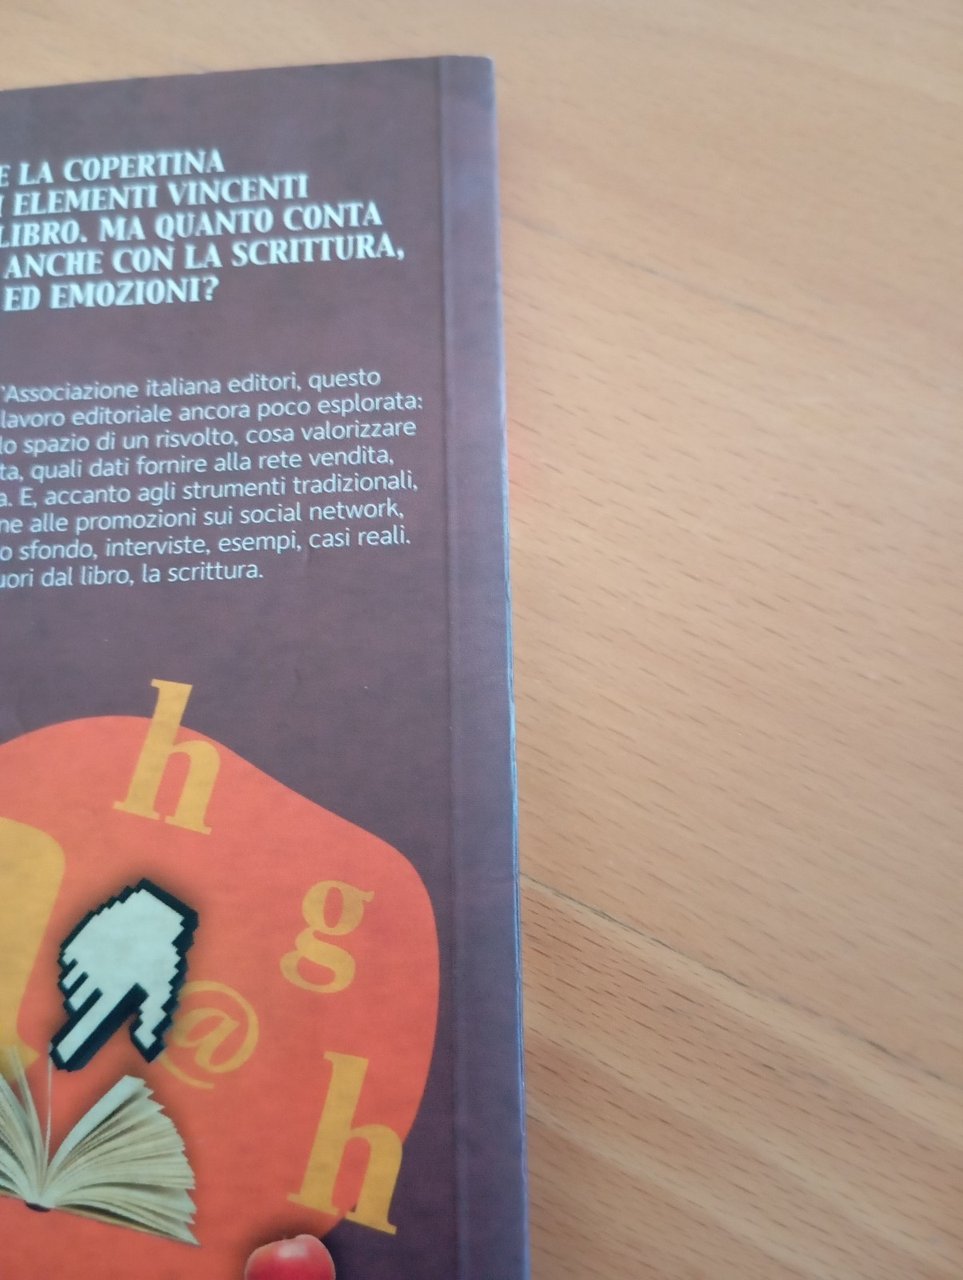 E LA COPERTINA
I ELEMENTI VINCENTI
LIBRO. MA QUANTO CONTA
ANCHE CON LA SCRITTURA,
ED EMOZIONI?
l'Associazione italiana editori, questo
lavoro editoriale ancora poco esplorata:
lo spazio di un risvolto, cosa valorizzare
ta, quali dati fornire alla rete vendita,
a. E, accanto agli strumenti tradizionali,
ne alle promozioni sui social network,
o sfondo, interviste, esempi, casi reali.
uori dal libro, la scrittura.
h
g
@
h